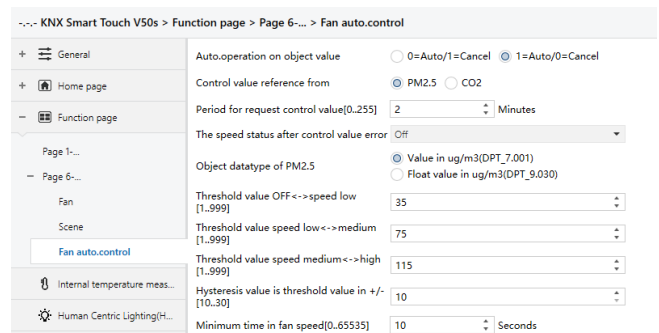 -.-.- KNX Smart Touch V50s > Function page > Page 6-... > Fan auto.control
+ General
+ Home page
- Function page
Page 1-...
- Page 6-...
Fan
Scene
Fan auto.control
Internal temperature meas...
Human Centric Lighting(H...
Auto.operation on object value 0=Auto/1=Cancel 1=Auto/0=Cancel
Control value reference from PM2.5 CO2
Period for request control value[0..255] 2 Minutes
The speed status after control value error Off
Object datatype of PM2.5 Value in ug/m3(DPT_7.001)
Float value in ug/m3(DPT_9.030)
Threshold value OFF<->speed low
[1..999] 35
Threshold value speed low<->medium
[1..999] 75
Threshold value speed medium<->high
[1..999] 115
Hysteresis value is threshold value in +/-
[10..30] 10
Minimum time in fan speed[0..65535] 10 Seconds